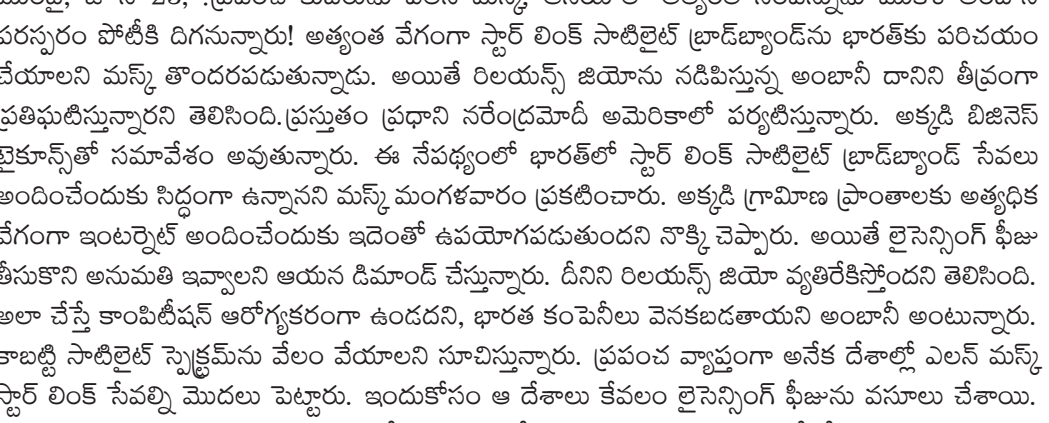 పరస్పరం పోటీకి దిగనున్నారు! అత్యంత వేగంగా స్టార్ లింక్ సాటిలైట్ బ్రాడ్‌బ్యాండ్‌ను భారత్‌కు పరిచయం
చేయాలని మస్క్ తొందరపడుతున్నాడు. అయితే రిలయన్స్ జియోను నడిపిస్తున్న అంబానీ దానిని తీవ్రంగా
ప్రతిఘటిస్తున్నారని తెలిసింది.ప్రస్తుతం ప్రధాని నరేంద్రమోదీ అమెరికాలో పర్యటిస్తున్నారు. అక్కడి బిజినెస్
టైకూన్స్‌తో సమావేశం అవుతున్నారు. ఈ నేపథ్యంలో భారత్‌లో స్టార్ లింక్ సాటిలైట్ బ్రాడ్‌బ్యాండ్ సేవలు
అందించేందుకు సిద్ధంగా ఉన్నానని మస్క్ మంగళవారం ప్రకటించారు. అక్కడి గ్రామీణ ప్రాంతాలకు అత్యధిక
వేగంగా ఇంటర్నెట్ అందించేందుకు ఇదెంతో ఉపయోగపడుతుందని నొక్కి చెప్పారు. అయితే లైసెన్సింగ్ ఫీజు
తీసుకొని అనుమతి ఇవ్వాలని ఆయన డిమాండ్ చేస్తున్నారు. దీనిని రిలయన్స్ జియో వ్యతిరేకిస్తోందని తెలిసింది.
అలా చేస్తే కాంపిటీషన్ ఆరోగ్యకరంగా ఉండదని, భారత కంపెనీలు వెనకబడతాయని అంబానీ అంటున్నారు.
కాబట్టి సాటిలైట్ స్పెక్ట్రమ్‌ను వేలం వేయాలని సూచిస్తున్నారు. ప్రపంచ వ్యాప్తంగా అనేక దేశాల్లో ఎలన్ మస్క్
స్టార్ లింక్ సేవల్ని మొదలు పెట్టారు. ఇందుకోసం ఆ దేశాలు కేవలం లైసెన్సింగ్ ఫీజును వసూలు చేశాయి.